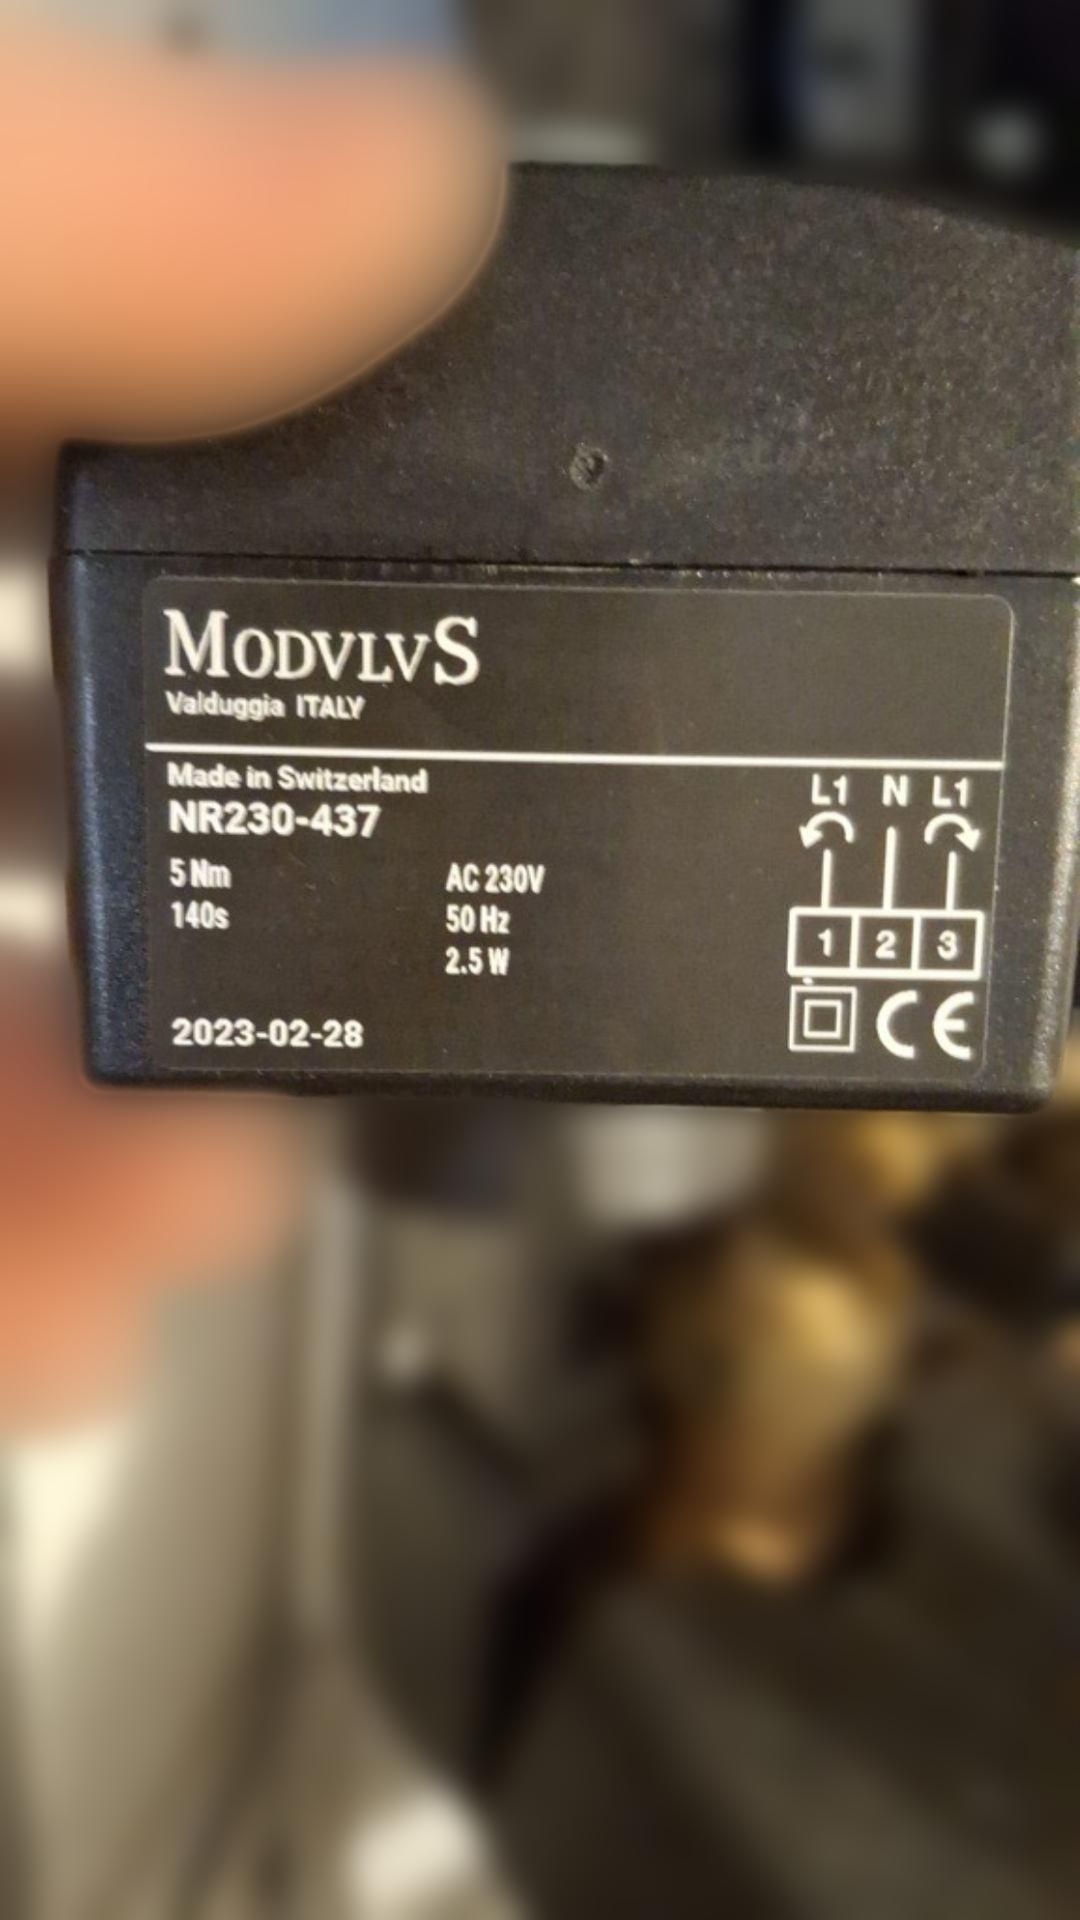 MODVLVS
Valduggia ITALY
Made in Switzerland
NR230-437
5 Nm
140s
AC 230V
50 Hz
2.5 W
2023-02-28
L1 N L1
1 2 3
CE